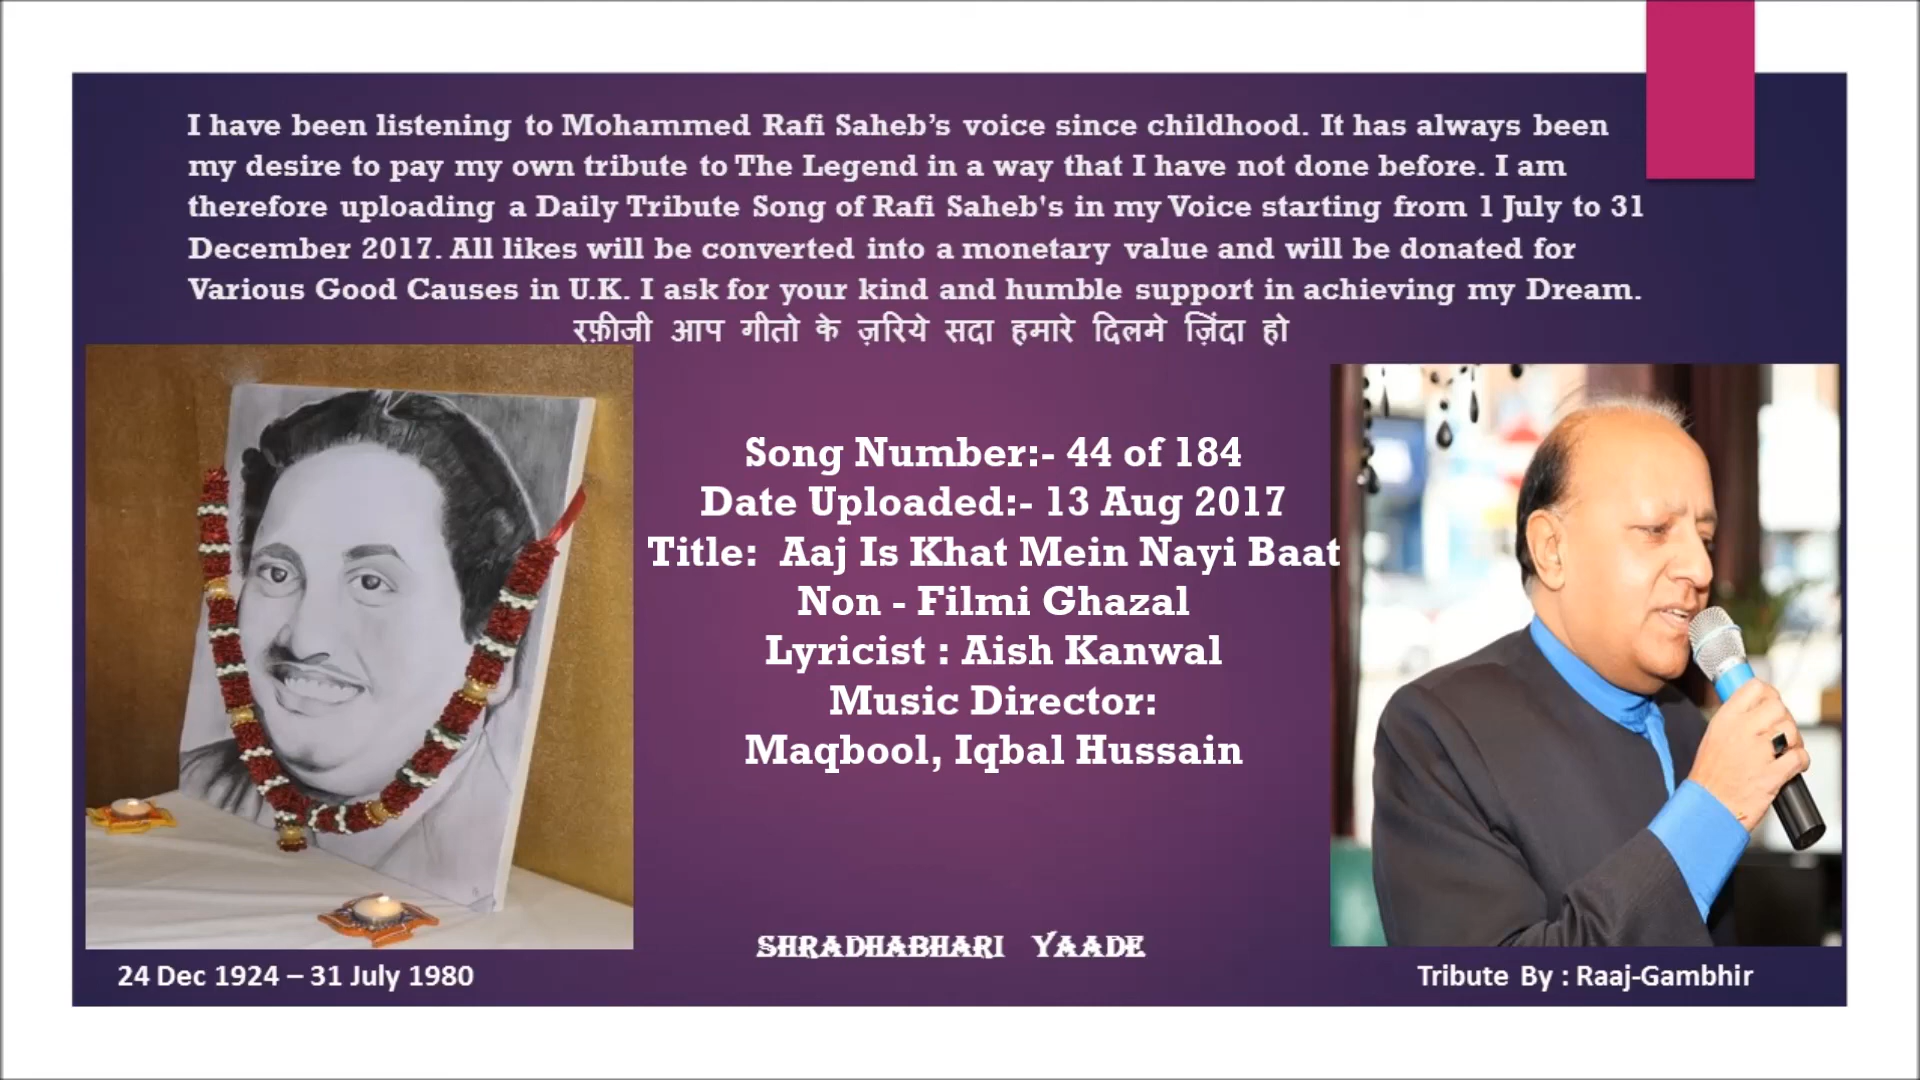 I have been listening to Mohammed Rafi Saheb’s voice since childhood. It has always been
my desire to pay my own tribute to The Legend in a way that I have not done before. I am
therefore uploading a Daily Tribute Song of Rafi Saheb's in my Voice starting from 1 July to 31
December 2017. All likes will be converted into a monetary value and will be donated for
Various Good Causes in U.K. I ask for your kind and humble support in achieving my Dream.
रफ़ीजी आप गीतो के ज़रिये सदा हमारे दिलमे ज़िंदा हो
Song Number:- 44 of 184
Date Uploaded:- 13 Aug 2017
Title: Aaj Is Khat Mein Nayi Baat
Non - Filmi Ghazal
Lyricist : Aish Kanwal
Music Director:
Maqbool, Iqbal Hussain
SHRADHABHARI YAADE
24 Dec 1924 – 31 July 1980
Tribute By : Raaj-Gambhir